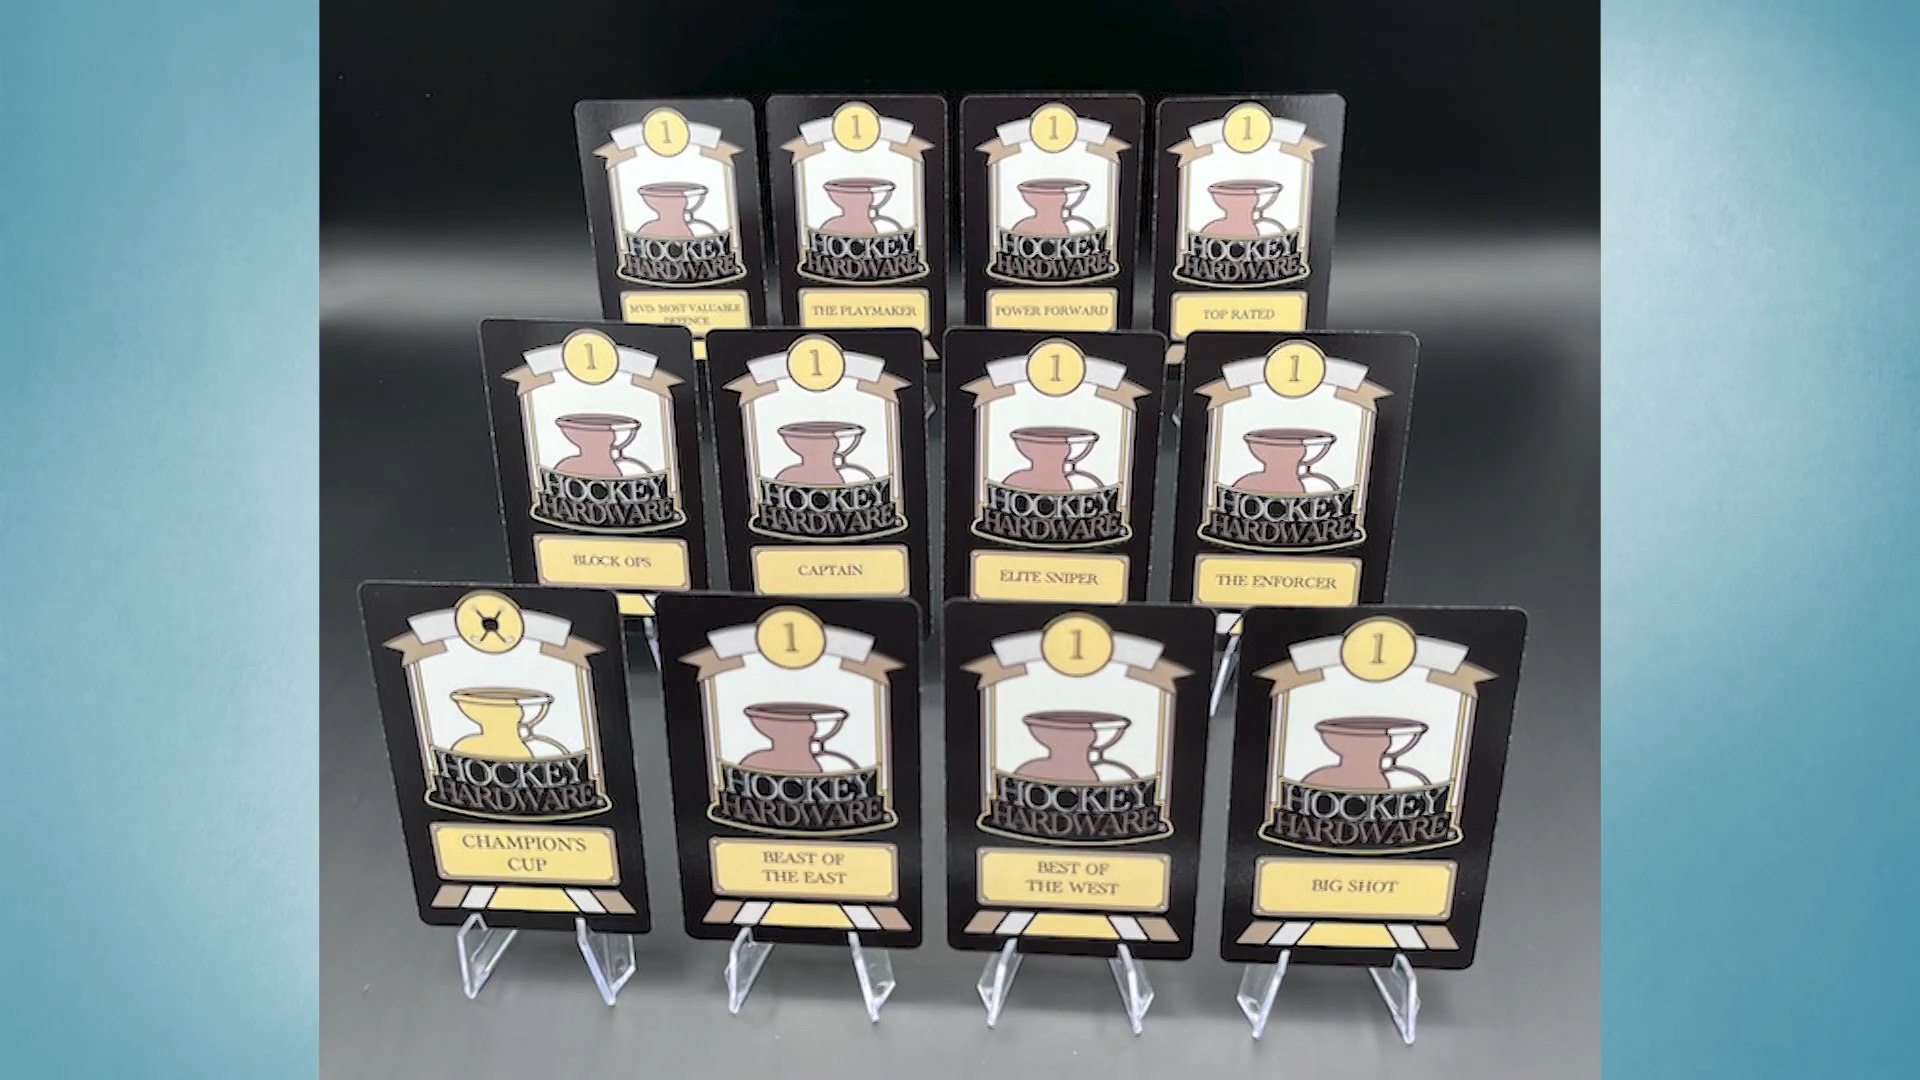 1
HOCKEY
HARDWARE
MVD: MOST VALUABLE
DEFENCE
1
HOCKEY
HARDWARE
THE PLAYMAKER
1
HOCKEY
HARDWARE
POWER FORWARD
1
HOCKEY
HARDWARE
TOP RATED
1
HOCKEY
HARDWARE
BLOCK OPS
1
HOCKEY
HARDWARE
CAPTAIN
1
HOCKEY
HARDWARE
ELITE SNIPER
1
HOCKEY
HARDWARE
THE ENFORCER
HOCKEY
HARDWARE
CHAMPION'S
CUP
1
HOCKEY
HARDWARE
BEAST OF
THE EAST
1
HOCKEY
HARDWARE
BEST OF
THE WEST
1
HOCKEY
HARDWARE
BIG SHOT